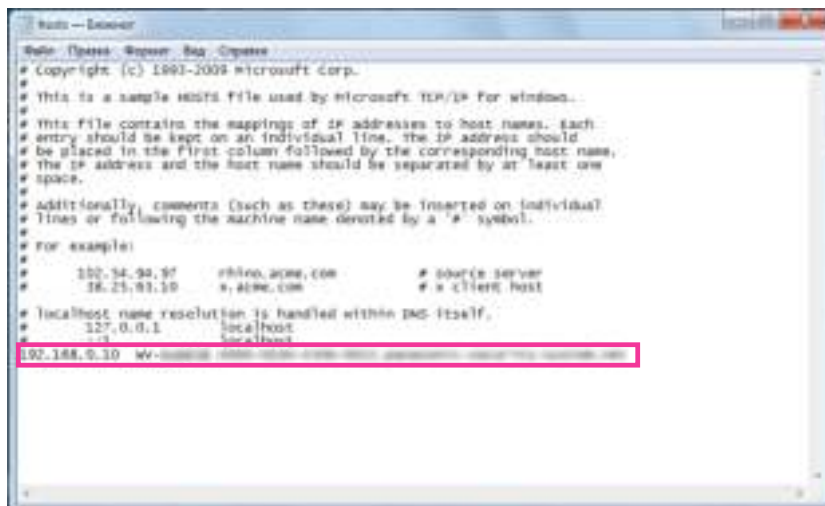 hosts — Блокнот
Файл Правка Формат Вид Справка
# Copyright (c) 1993-2009 Microsoft Corp.
#
# This is a sample HOSTS file used by Microsoft TCP/IP for Windows.
#
# This file contains the mappings of IP addresses to host names. Each
# entry should be kept on an individual line. The IP address should
# be placed in the first column followed by the corresponding host name.
# The IP address and the host name should be separated by at least one
# space.
#
# Additionally, comments (such as these) may be inserted on individual
# lines or following the machine name denoted by a '#' symbol.
#
# For example:
#
# 102.54.94.97 rhino.acme.com # source server
# 38.25.63.10 x.acme.com # x client host
# localhost name resolution is handled within DNS itself.
# 127.0.0.1 localhost
# ::1 localhost
192.168.0.10 WV-